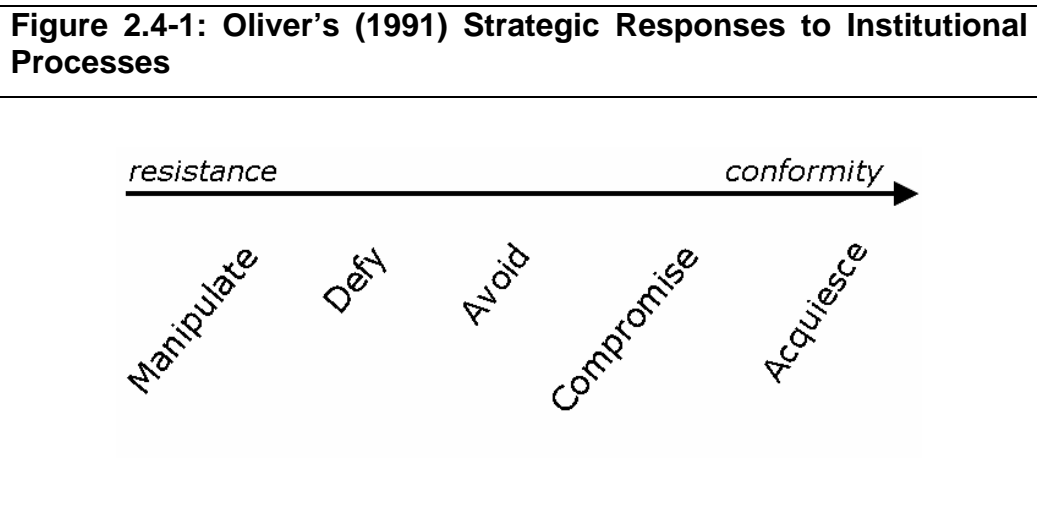 Figure 2.4-1: Oliver’s (1991) Strategic Responses to Institutional
Processes
resistance
conformity
Manipulate
Defy
Avoid
Compromise
Acquiesce